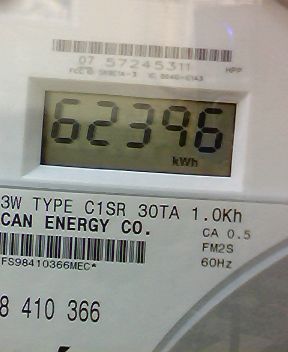 07 57245311
HPP
62396
kWh
3W TYPE C1SR 30TA 1.0Kh
CAN ENERGY CO.
CA 0.5
FM2S
FS98410366MEC*
60Hz
8 410 366